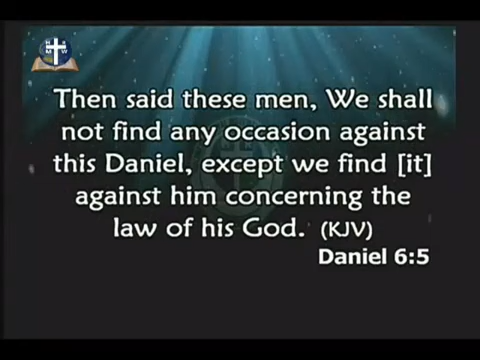 N R
M W
Then said these men, We shall
not find any occasion against
this Daniel, except we find [it]
against him concerning the
law of his God. (KJV)
Daniel 6:5